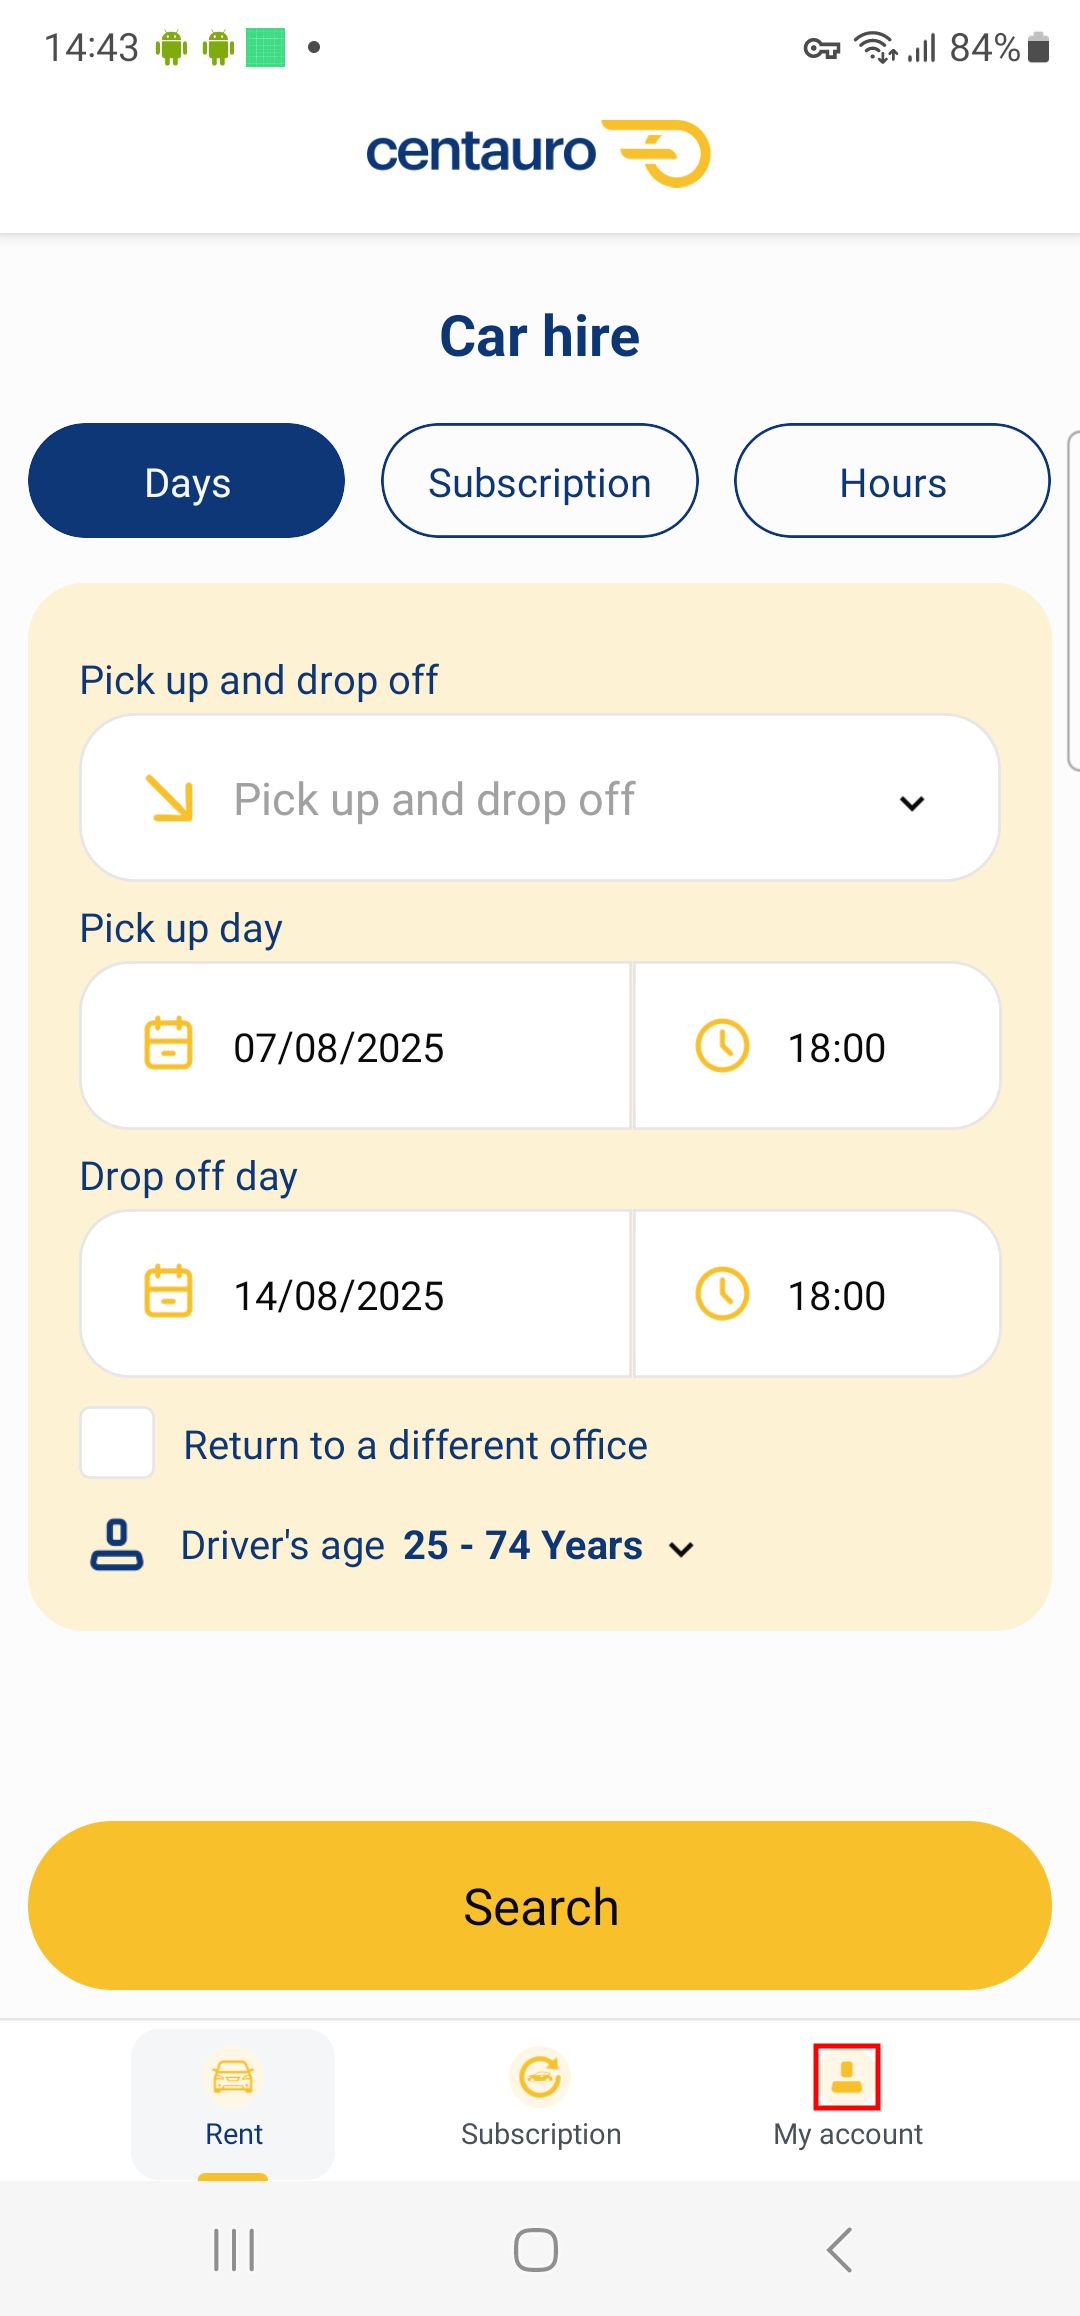 14:43
84%
centauro
Car hire
Days
Subscription
Hours
Pick up and drop off
Pick up and drop off
Pick up day
07/08/2025
18:00
Drop off day
14/08/2025
18:00
Return to a different office
Driver's age 25 - 74 Years
Search
Rent
Subscription
My account